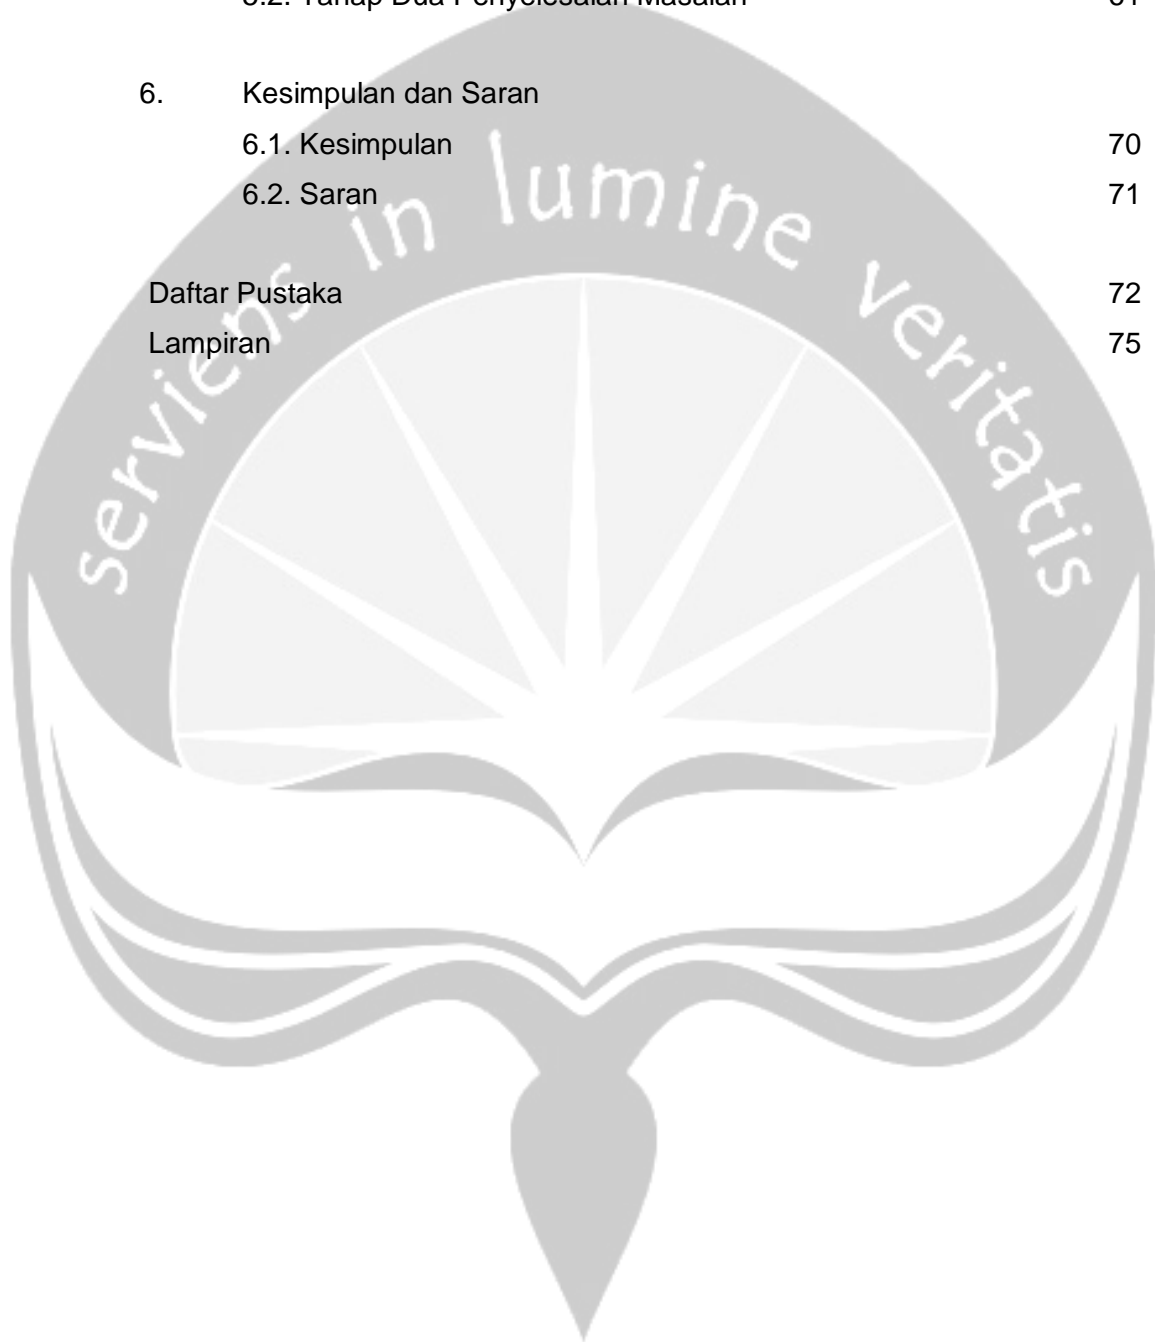 6. Kesimpulan dan Saran
6.1. Kesimpulan 70
6.2. Saran 71
Daftar Pustaka 72
Lampiran 75
serviens in lumine veritatis